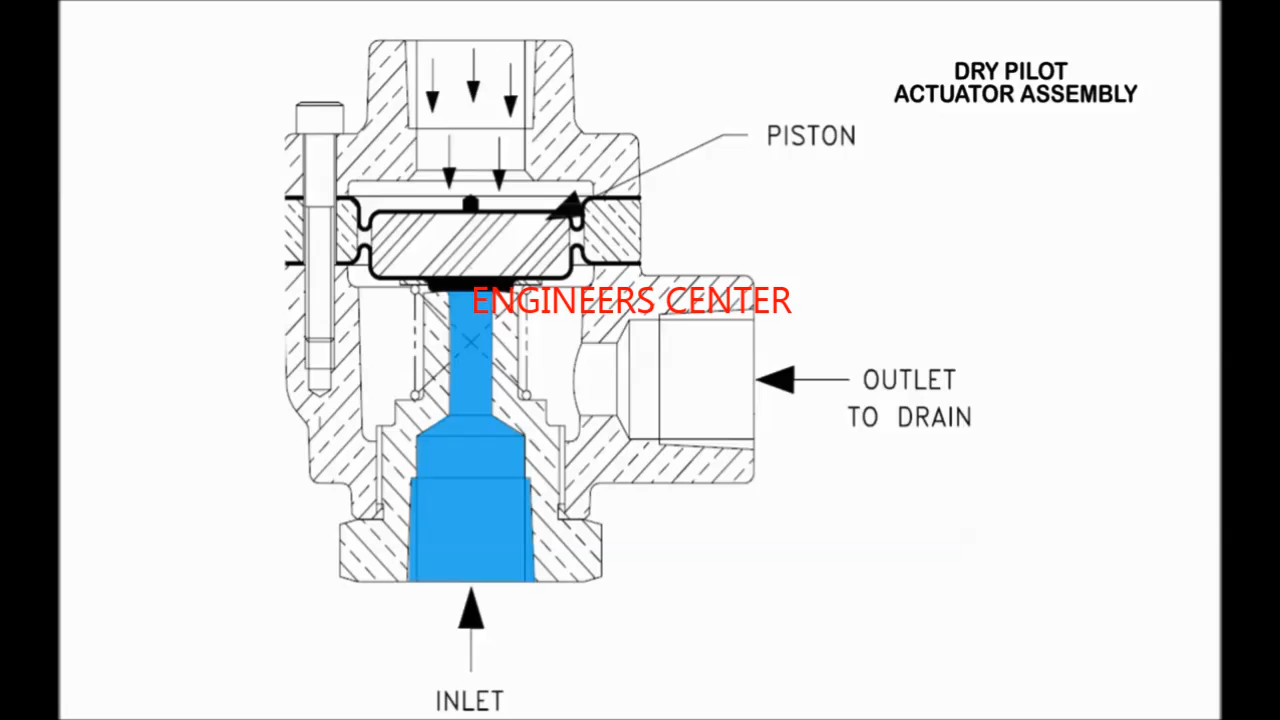 DRY PILOT
ACTUATOR ASSEMBLY
PISTON
ENGINEERS CENTER
OUTLET
TO DRAIN
INLET